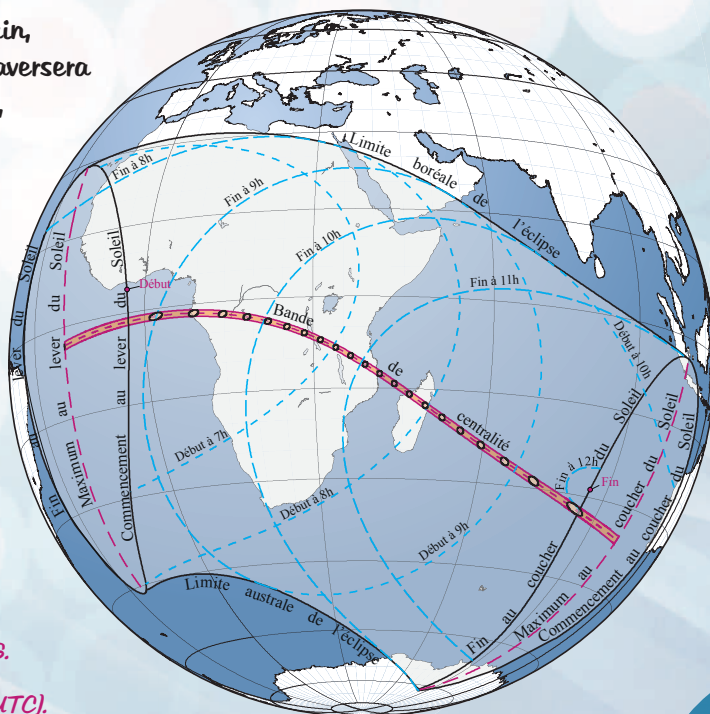 in,
aversera
,
Limite boréale de l'éclipse
Fin à 8h
Fin à 9h
Fin à 10h
Fin à 11h
Début
Bande de centralité
Début à 10h
Début à 7h
Début à 8h
Début à 9h
Fin à 12h
Fin
Fin au lever du Soleil
Maximum au lever du Soleil
Commencement au lever du Soleil
Fin au coucher du Soleil
Maximum au coucher du Soleil
Commencement au coucher du Soleil
Limite australe de l'éclipse
s.
UTC).